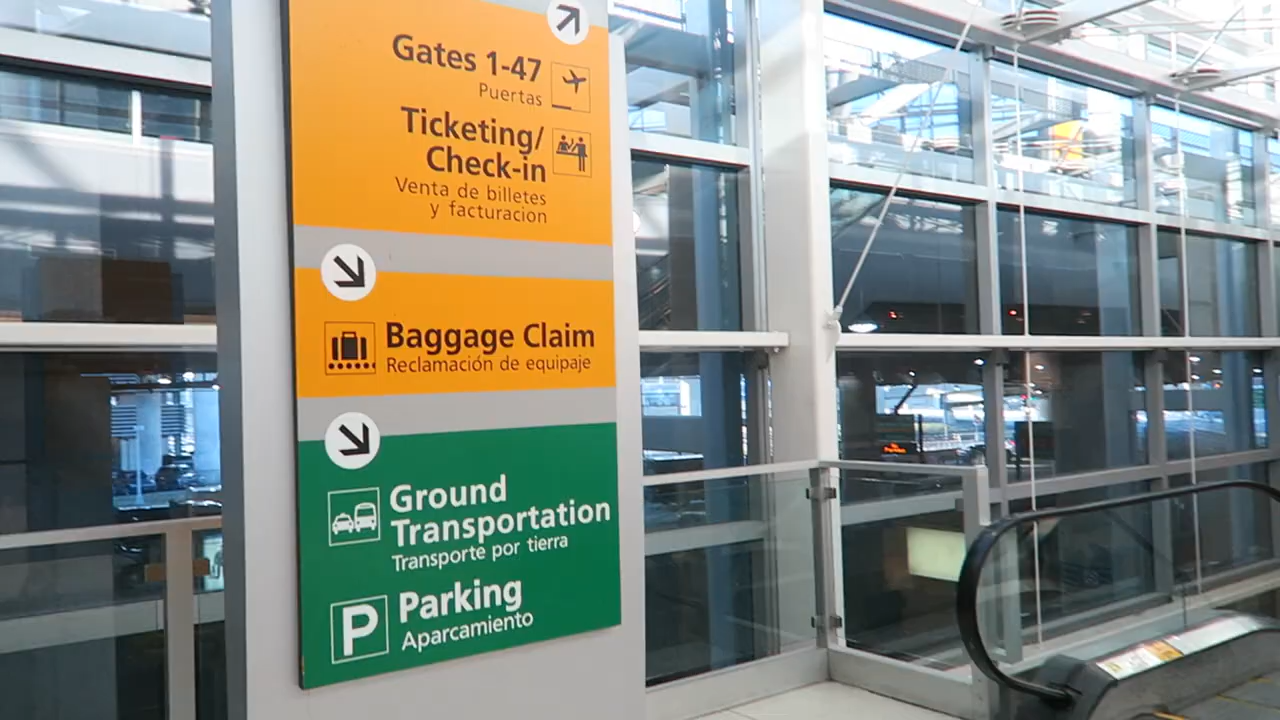 Gates 1-47
Puertas
Ticketing/
Check-in
Venta de billetes
y facturacion
Baggage Claim
Reclamación de equipaje
Ground
Transportation
Transporte por tierra
P
Parking
Aparcamiento